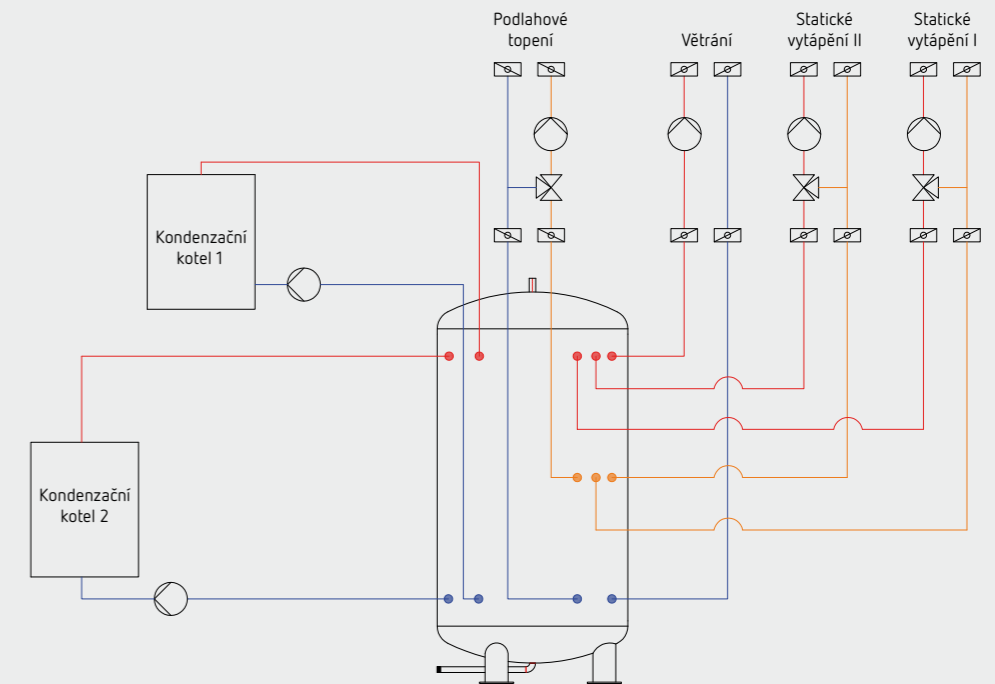 Podlahové
topení
Větrání
Statické
vytápění II
Statické
vytápění I
Kondenzační
kotel 1
Kondenzační
kotel 2